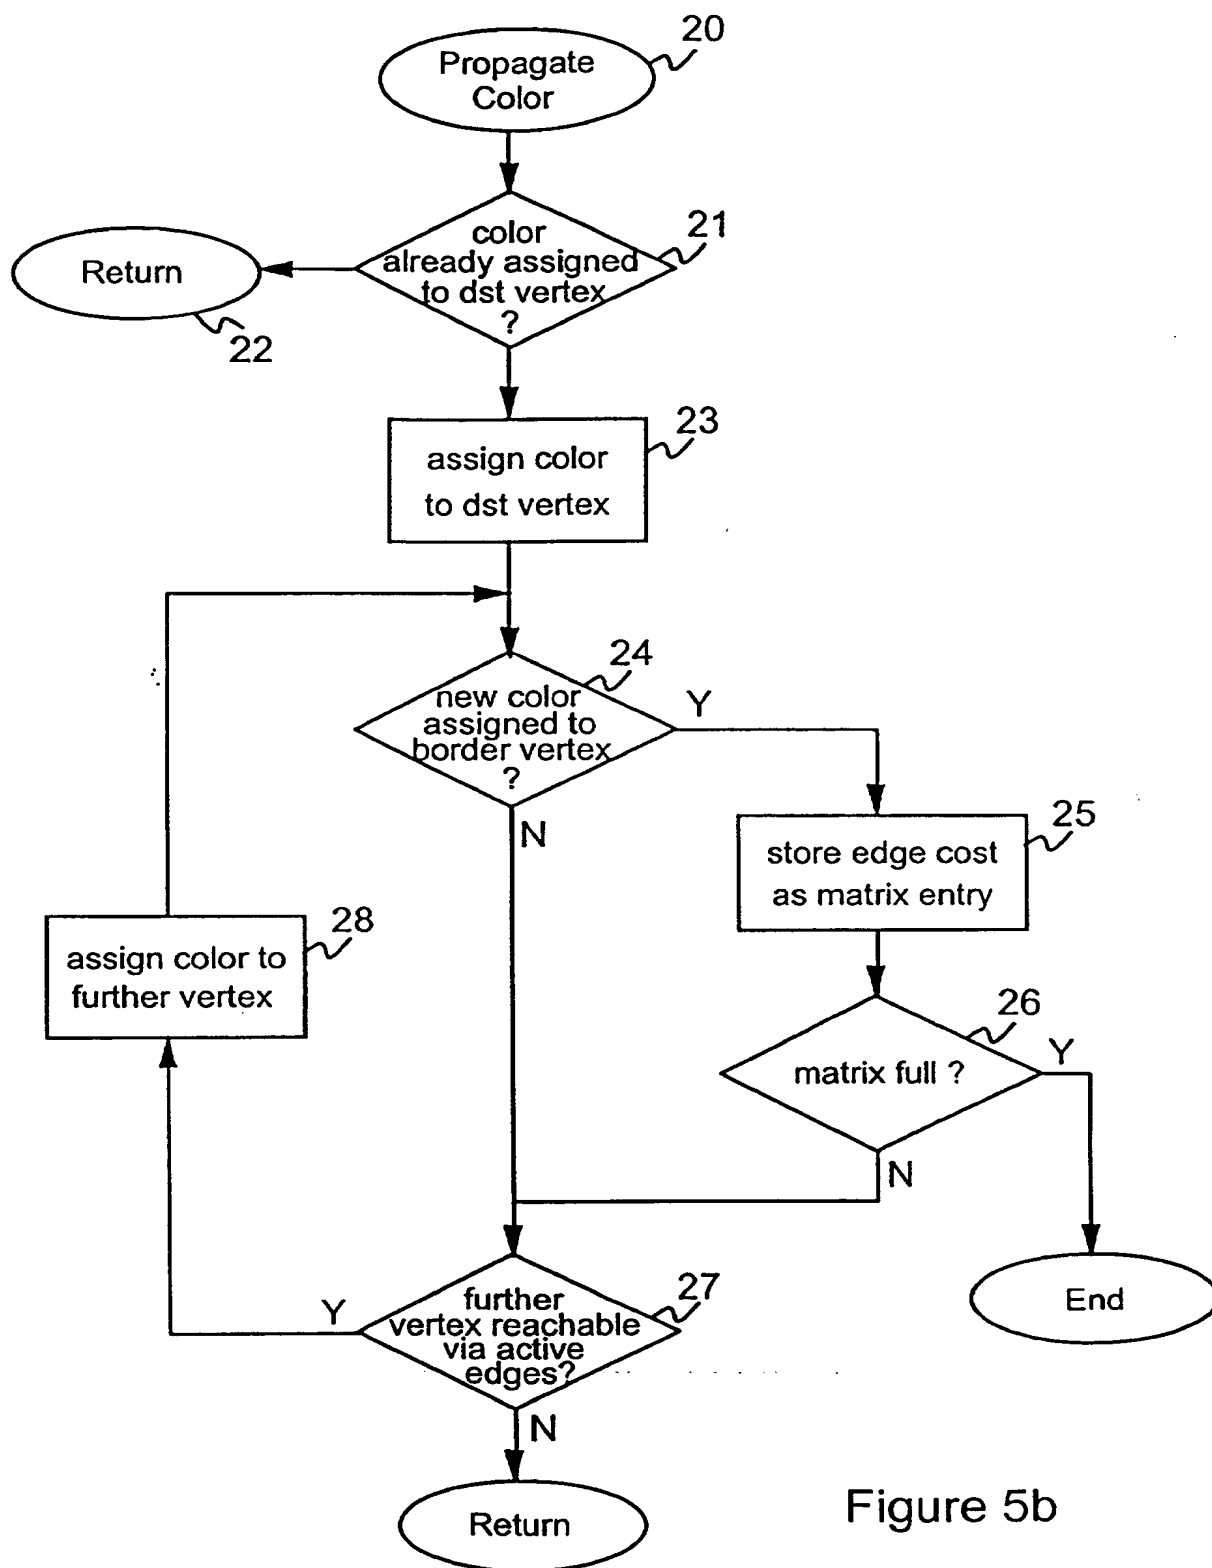 20
Propagate
Color
21
color
already assigned
to dst vertex
?
Return
22
23
assign color
to dst vertex
24
new color
assigned to
border vertex
?
Y
N
25
store edge cost
as matrix entry
28
assign color to
further vertex
26
matrix full ?
Y
N
27
further
vertex reachable
via active
edges?
Y
N
End
Return
Figure 5b